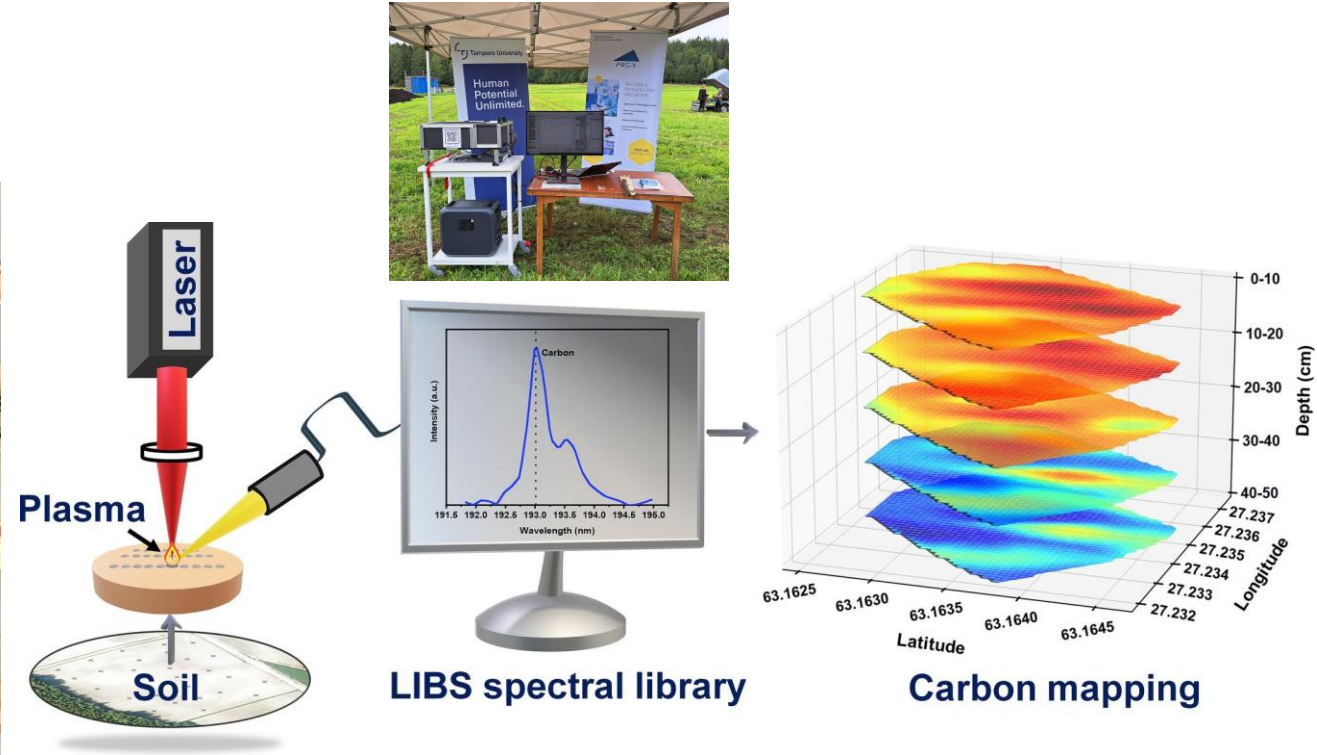 Tampere University
Human
Potential
Unlimited.
PREIN
Laser
Plasma
Soil
Carbon
Intensity (a.u.)
191.5 192.0 192.5 193.0 193.5 194.0 194.5 195.0
Wavelength (nm)
LIBS spectral library
0-10
10-20
20-30
30-40
40-50
Depth (cm)
27.237
27.236
27.235
27.234
27.233
27.232
Longitude
63.1625
63.1630
63.1635
63.1640
63.1645
Latitude
Carbon mapping